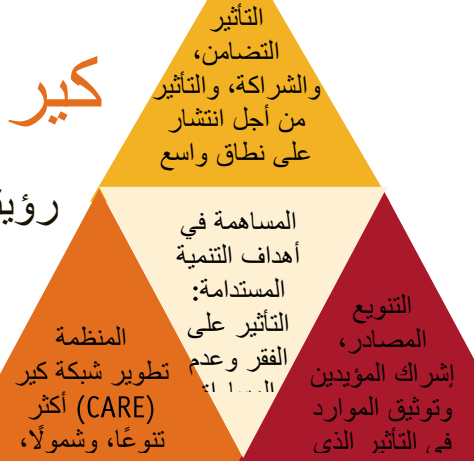 التأثير
التضامن،
والشراكة، والتأثير
من أجل انتشار
على نطاق واسع
كير
المساهمة في
أهداف التنمية
المستدامة:
التأثير على
الفقر وعدم
التنويع
المصادر،
إشراك المؤيدين
وتوثيق الموارد
في التأثير الذي
المنظمة
تطوير شبكة كير
(CARE) أكثر
تنوعًا، وشمولًا،